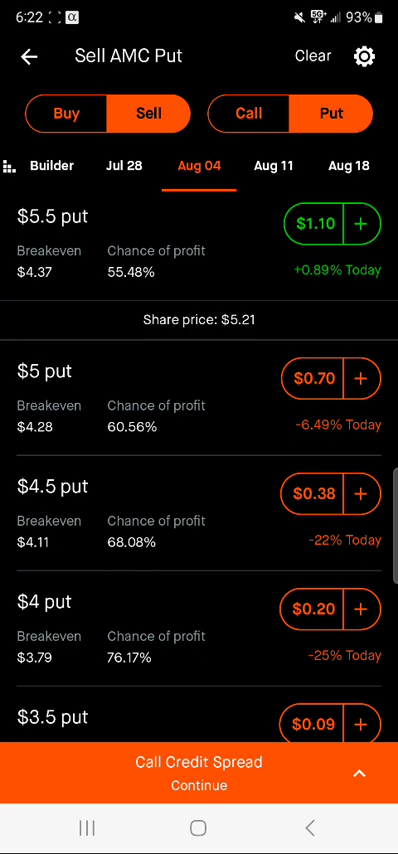 6:22 α 5G 93%
Sell AMC Put Clear
Buy Sell Call Put
Builder Jul 28 Aug 04 Aug 11 Aug 18
$5.5 put $1.10 +
Breakeven Chance of profit
$4.37 55.48% +0.89% Today
Share price: $5.21
$5 put $0.70 +
Breakeven Chance of profit
$4.28 60.56% -6.49% Today
$4.5 put $0.38 +
Breakeven Chance of profit
$4.11 68.08% -22% Today
$4 put $0.20 +
Breakeven Chance of profit
$3.79 76.17% -25% Today
$3.5 put $0.09 +
Call Credit Spread
Continue